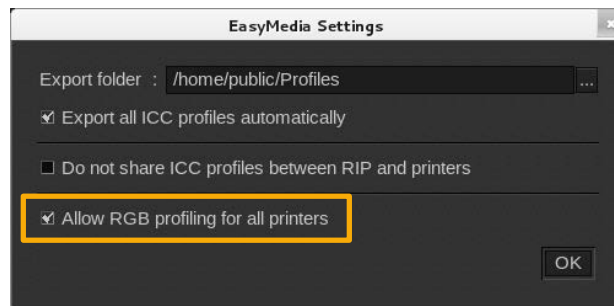 EasyMedia Settings
Export folder : /home/public/Profiles ...
Export all ICC profiles automatically
Do not share ICC profiles between RIP and printers
Allow RGB profiling for all printers
OK